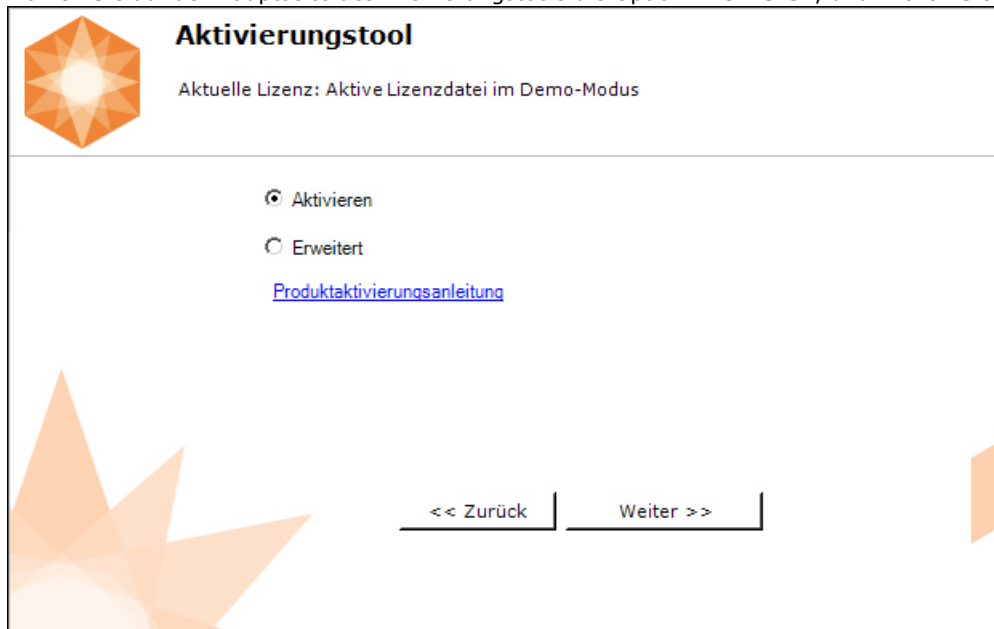 Aktivierungstool
Aktuelle Lizenz: Aktive Lizenzdatei im Demo-Modus
Aktivieren
Erweitert
Produktaktivierungsanleitung
<< Zurück
Weiter >>